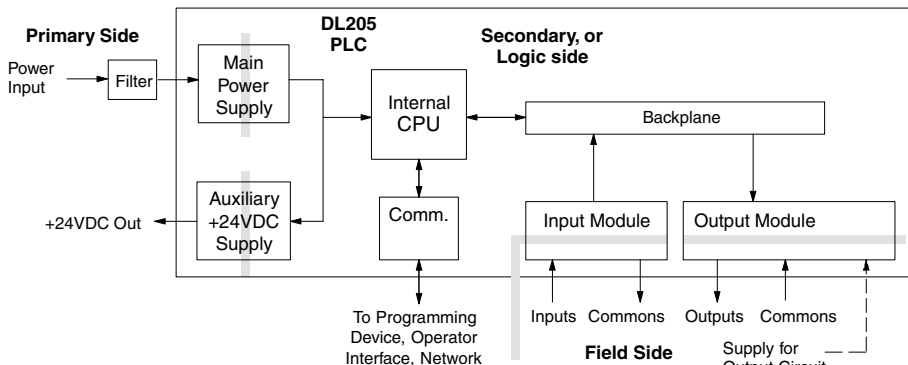 Primary Side
Power
Input
Filter
Main
Power
Supply
DL205
PLC
Secondary, or
Logic side
Internal
CPU
Backplane
Auxiliary
+24VDC
Supply
+24VDC Out
Comm.
Input Module
Output Module
To Programming
Device, Operator
Interface, Network
Inputs
Commons
Outputs
Commons
Field Side
Supply for
Output Circuit